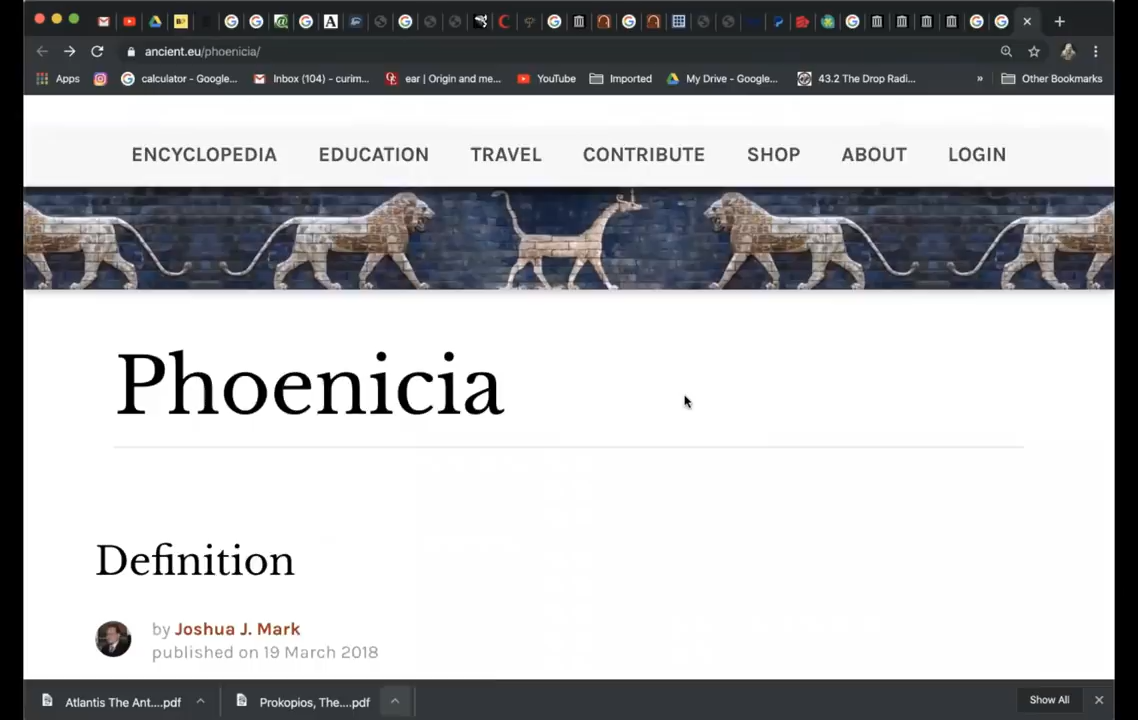 ancient.eu/phoenicia/
Apps calculator - Google... Inbox (104) - curim... ear | Origin and me... YouTube Imported My Drive - Google... 43.2 The Drop Radi... » Other Bookmarks
ENCYCLOPEDIA EDUCATION TRAVEL CONTRIBUTE SHOP ABOUT LOGIN
Phoenicia
Definition
by Joshua J. Mark
published on 19 March 2018
Atlantis The Ant....pdf Prokopios, The....pdf Show All